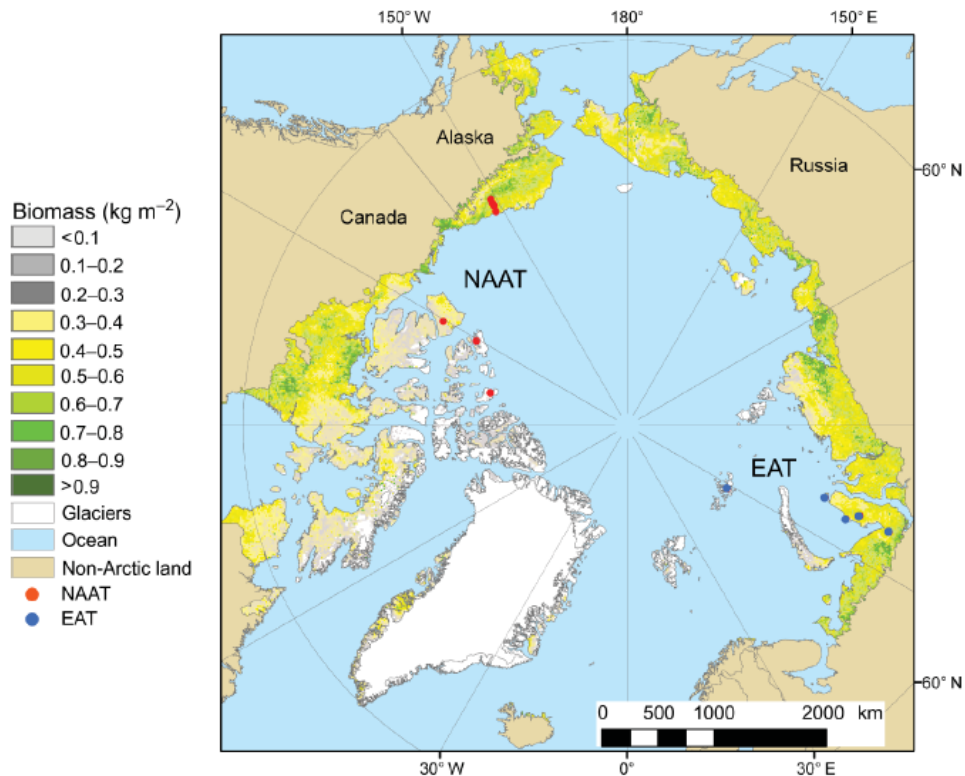 150° W 180° 150° E
Alaska
Russia
60° N
Canada
Biomass (kg m−2)
<0.1
0.1–0.2
0.2–0.3
0.3–0.4
0.4–0.5
0.5–0.6
0.6–0.7
0.7–0.8
0.8–0.9
>0.9
Glaciers
Ocean
Non-Arctic land
NAAT
EAT
NAAT
EAT
60° N
0 500 1000 2000 km
30° W 0° 30° E